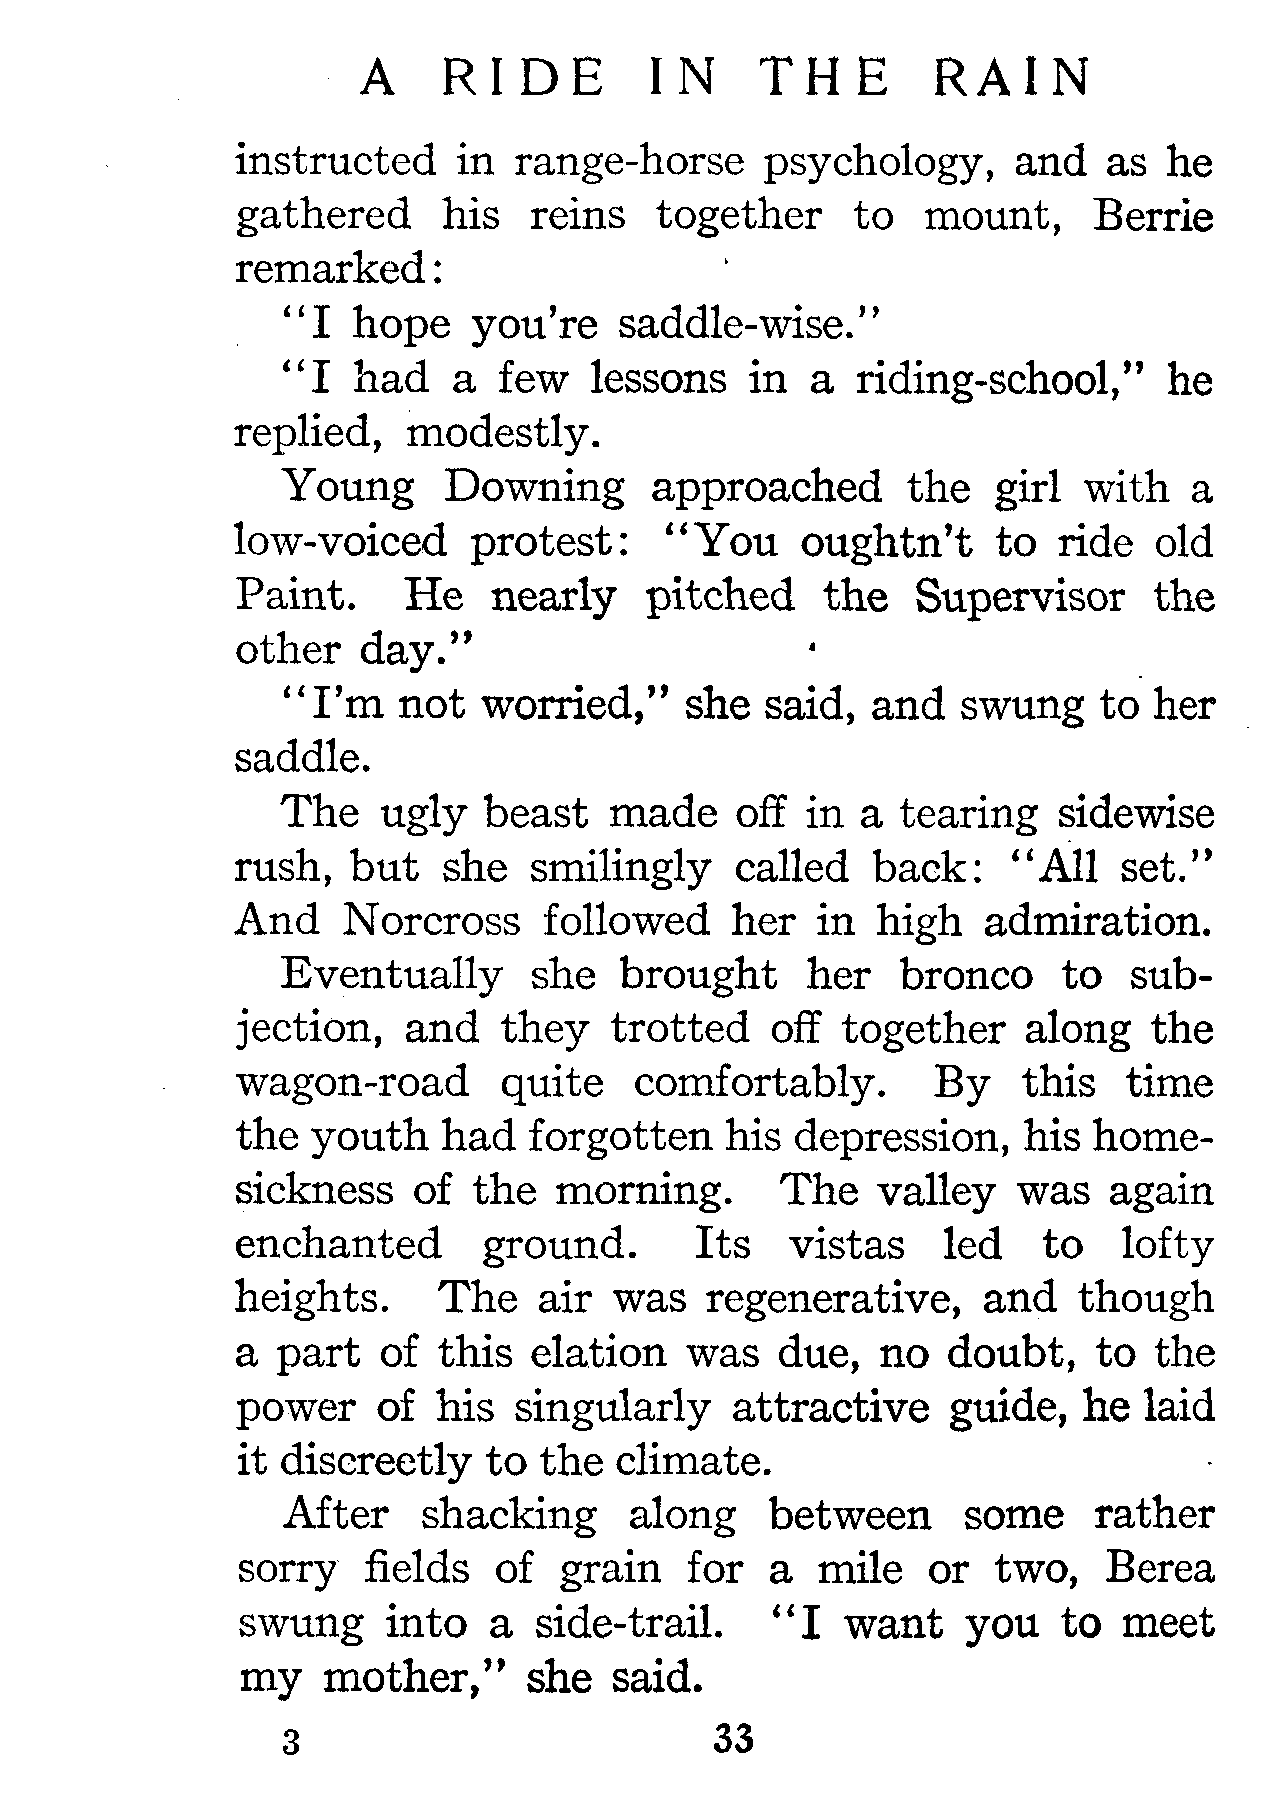 A RIDE IN THE RAIN
instructed in range-horse psychology, and as he
gathered his reins together to mount, Berrie
remarked:
“I hope you're saddle-wise.”
“I had a few lessons in a riding-school,” he
replied, modestly.
Young Downing approached the girl with a
low-voiced protest: “You oughtn't to ride old
Paint. He nearly pitched the Supervisor the
other day.”
“I'm not worried,” she said, and swung to her
saddle.
The ugly beast made off in a tearing sidewise
rush, but she smilingly called back: “All set.”
And Norcross followed her in high admiration.
Eventually she brought her bronco to sub-
jection, and they trotted off together along the
wagon-road quite comfortably. By this time
the youth had forgotten his depression, his home-
sickness of the morning. The valley was again
enchanted ground. Its vistas led to lofty
heights. The air was regenerative, and though
a part of this elation was due, no doubt, to the
power of his singularly attractive guide, he laid
it discreetly to the climate.
After shacking along between some rather
sorry fields of grain for a mile or two, Berea
swung into a side-trail. “I want you to meet
my mother,” she said.
3 33